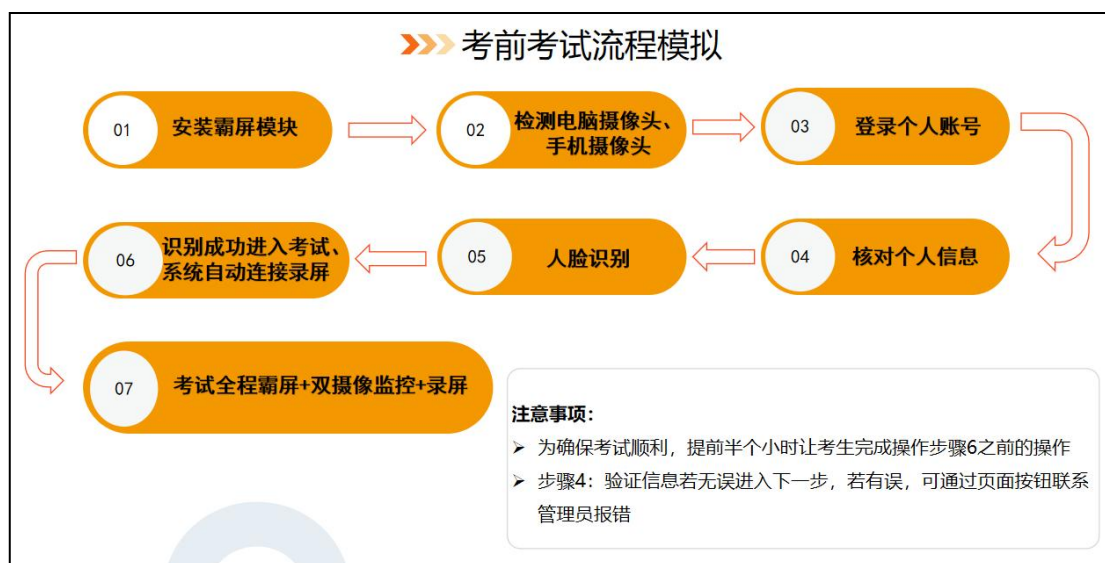 考前考试流程模拟
01
安装霸屏模块
02
检测电脑摄像头、
手机摄像头
03
登录个人账号
04
核对个人信息
05
人脸识别
06
识别成功进入考试、
系统自动连接录屏
07
考试全程霸屏+双摄像监控+录屏
注意事项:
➢ 为确保考试顺利，提前半个小时让考生完成操作步骤6之前的操作
➢ 步骤4：验证信息若无误进入下一步，若有误，可通过页面按钮联系
管理员报错